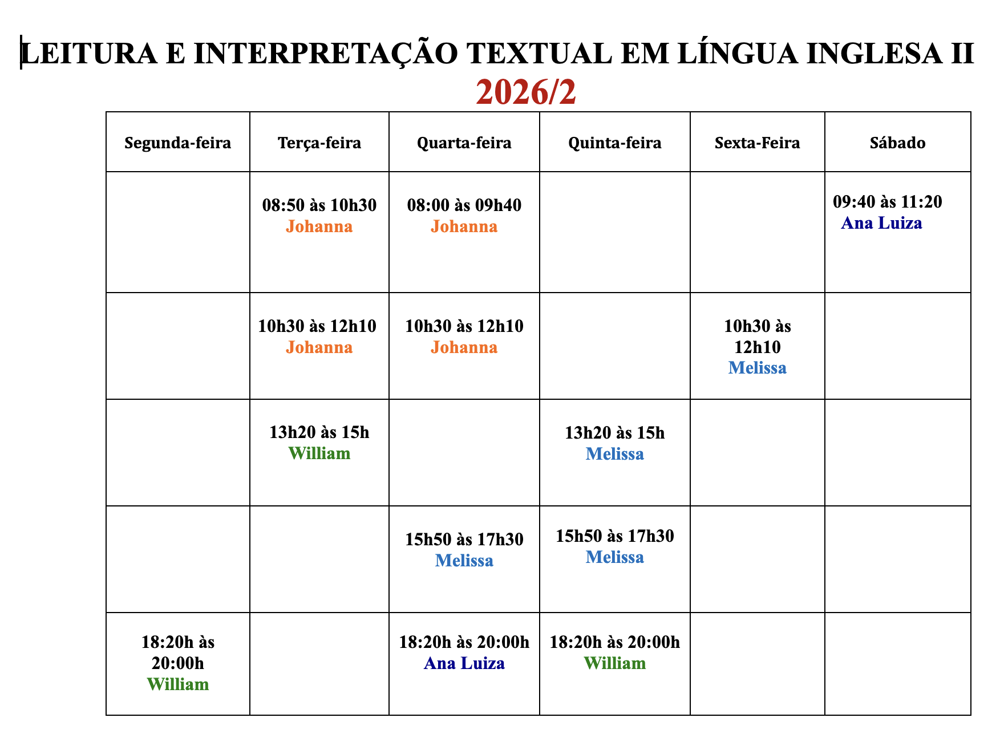 LEITURA E INTERPRETAÇÃO TEXTUAL EM LÍNGUA INGLESA II
2026/2
Segunda-feira
Terça-feira
Quarta-feira
Quinta-feira
Sexta-Feira
Sábado
08:50 às 10h30
Johanna
08:00 às 09h40
Johanna
09:40 às 11:20
Ana Luiza
10h30 às 12h10
Johanna
10h30 às 12h10
Johanna
10h30 às
12h10
Melissa
13h20 às 15h
William
13h20 às 15h
Melissa
15h50 às 17h30
Melissa
15h50 às 17h30
Melissa
18:20h às
20:00h
William
18:20h às 20:00h
Ana Luiza
18:20h às 20:00h
William